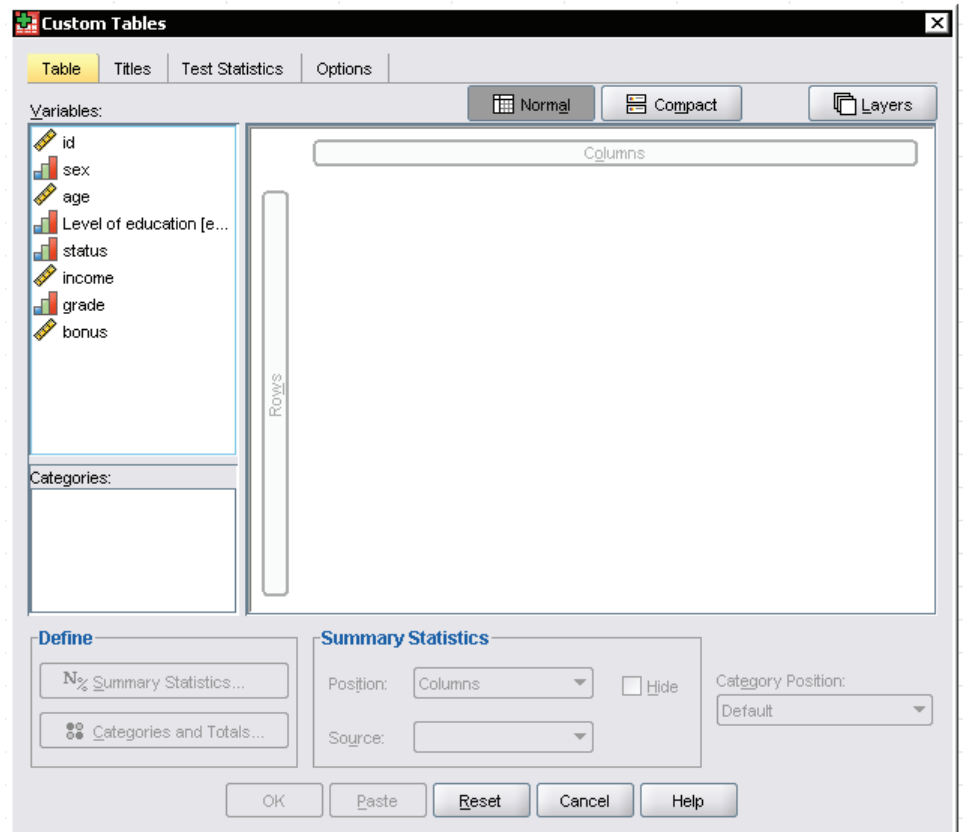 Custom Tables
Table Titles Test Statistics Options
Variables:
Normal Compact Layers
id
sex
age
Level of education [e...
status
income
grade
bonus
Columns
Rows
Categories:
Define
N% Summary Statistics...
Categories and Totals...
Summary Statistics
Position: Columns Hide
Source:
Category Position:
Default
OK Paste Reset Cancel Help